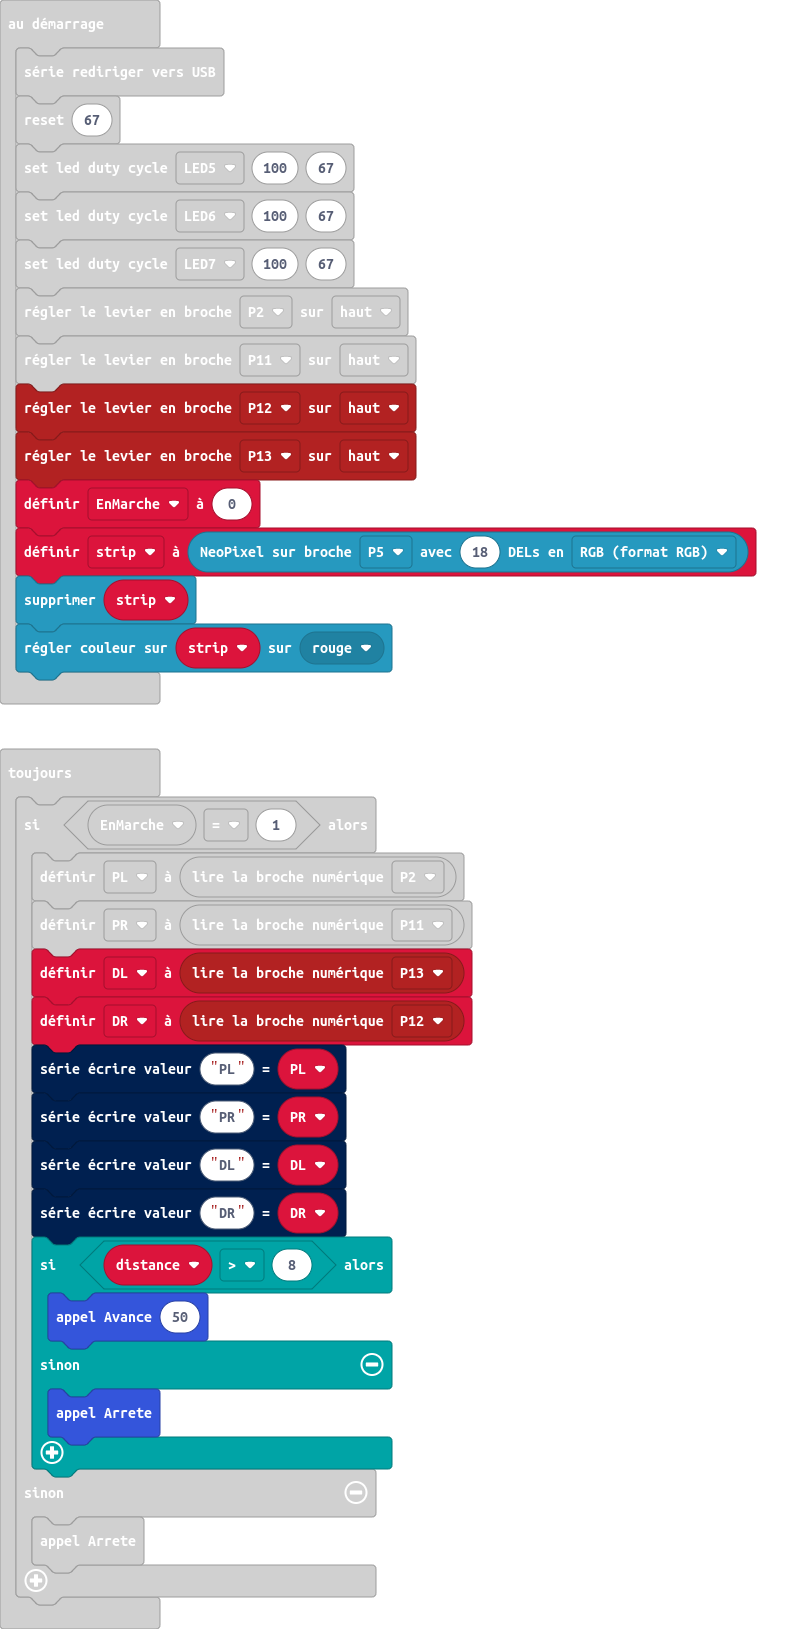 au démarrage
série rediriger vers USB
reset 67
set led duty cycle LED5 100 67
set led duty cycle LED6 100 67
set led duty cycle LED7 100 67
régler le levier en broche P2 sur haut
régler le levier en broche P11 sur haut
régler le levier en broche P12 sur haut
régler le levier en broche P13 sur haut
définir EnMarche à 0
définir strip à NeoPixel sur broche P5 avec 18 DELs en RGB (format RGB)
supprimer strip
régler couleur sur strip sur rouge
toujours
si EnMarche = 1 alors
définir PL à lire la broche numérique P2
définir PR à lire la broche numérique P11
définir DL à lire la broche numérique P13
définir DR à lire la broche numérique P12
série écrire valeur "PL" = PL
série écrire valeur "PR" = PR
série écrire valeur "DL" = DL
série écrire valeur "DR" = DR
si distance > 8 alors
appel Avance 50
sinon
appel Arrete
sinon
appel Arrete